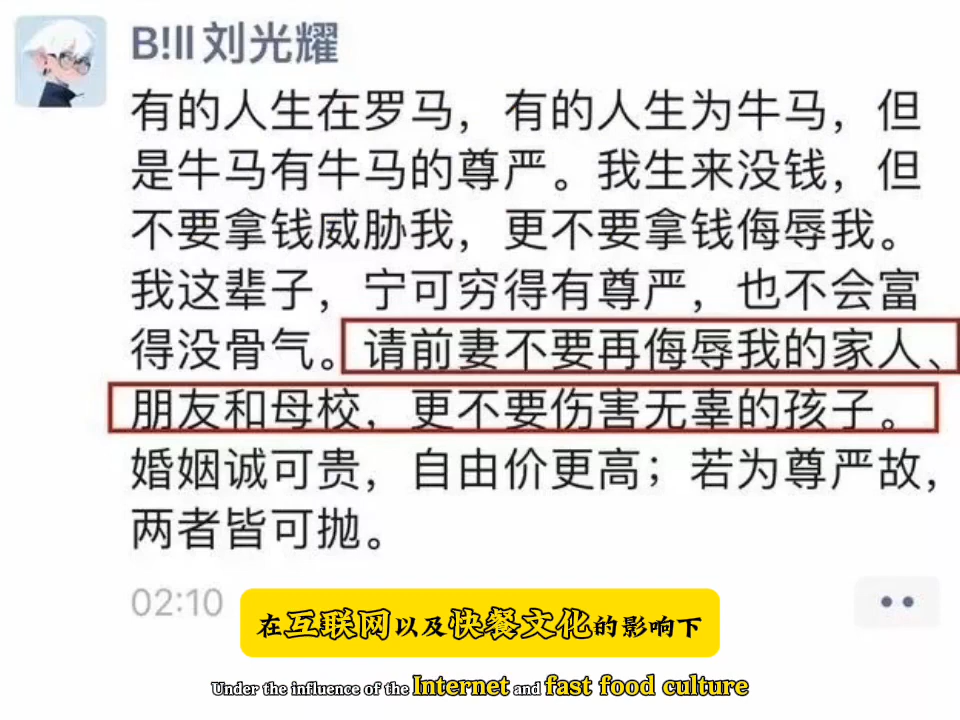 B!ll刘光耀
有的人生在罗马，有的人生为牛马，但
是牛马有牛马的尊严。我生来没钱，但
不要拿钱威胁我，更不要拿钱侮辱我。
我这辈子，宁可穷得有尊严，也不会富
得没骨气。请前妻不要再侮辱我的家人、
朋友和母校，更不要伤害无辜的孩子。
婚姻诚可贵，自由价更高；若为尊严故，
两者皆可抛。
02:10
在互联网以及快餐文化的影响下
Under the influence of the Internet and fast food culture